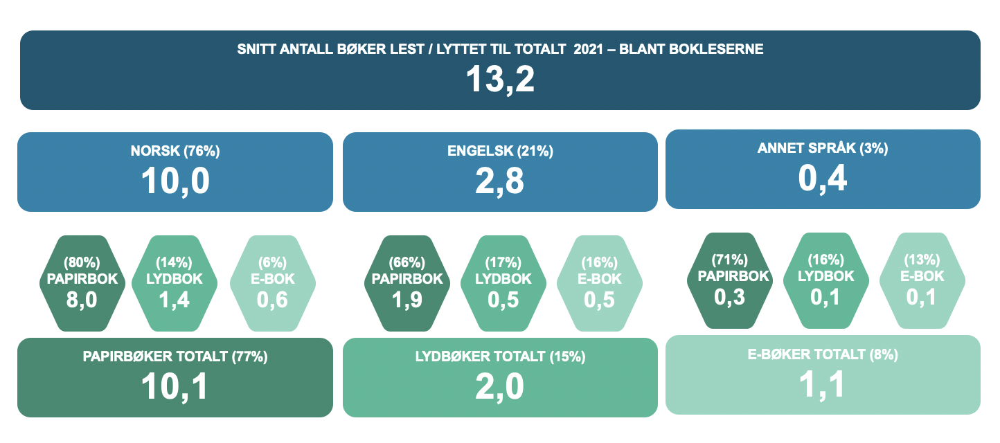 SNITT ANTALL BØKER LEST / LYTTET TIL TOTALT  2021 – BLANT BOKLESERNE
13,2
NORSK (76%)
10,0
ENGELSK (21%)
2,8
ANNET SPRÅK (3%)
0,4
(80%)
PAPIRBOK
8,0
(14%)
LYDBOK
1,4
(6%)
E-BOK
0,6
(66%)
PAPIRBOK
1,9
(17%)
LYDBOK
0,5
(16%)
E-BOK
0,5
(71%)
PAPIRBOK
0,3
(16%)
LYDBOK
0,1
(13%)
E-BOK
0,1
PAPIRBØKER TOTALT (77%)
10,1
LYDBØKER TOTALT (15%)
2,0
E-BØKER TOTALT (8%)
1,1